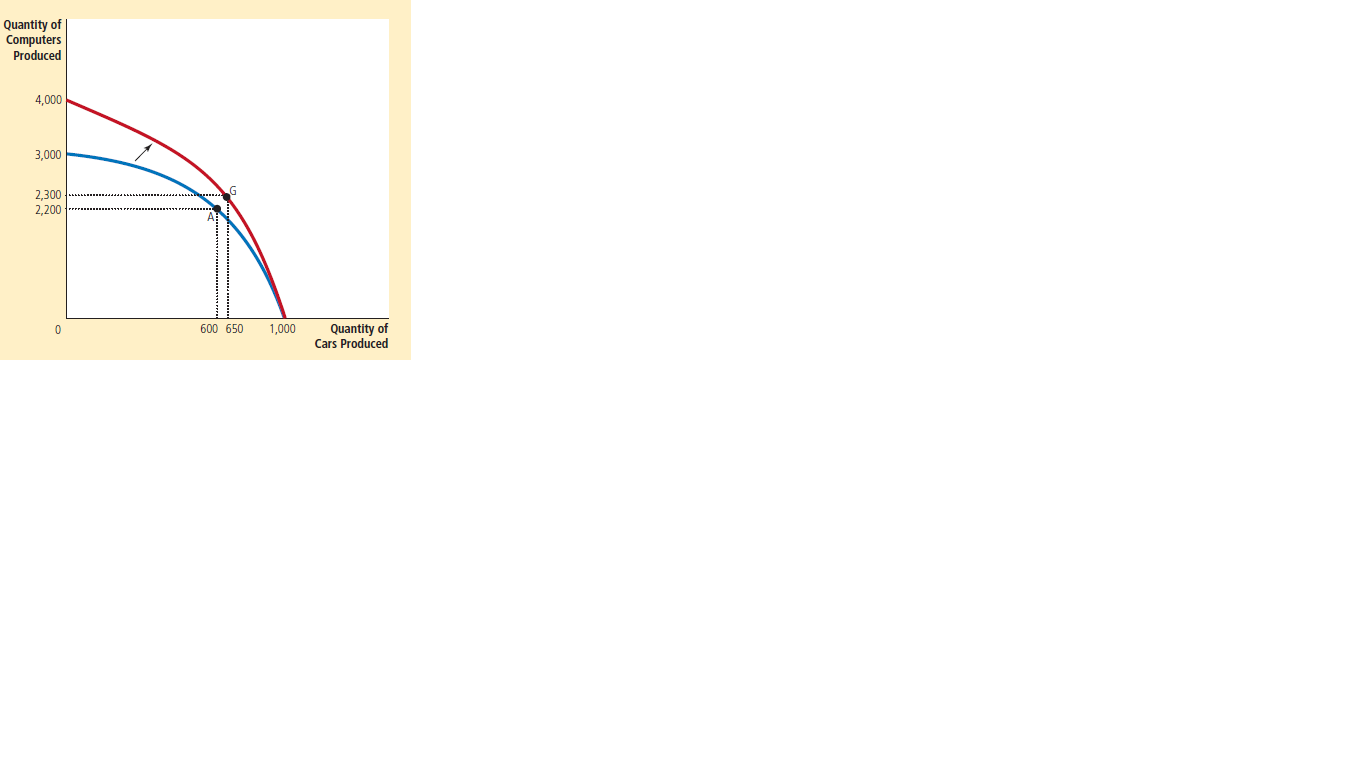 Quantity of
Computers
Produced
4,000
3,000
2,300
2,200
G
A
0
600
650
1,000
Quantity of
Cars Produced